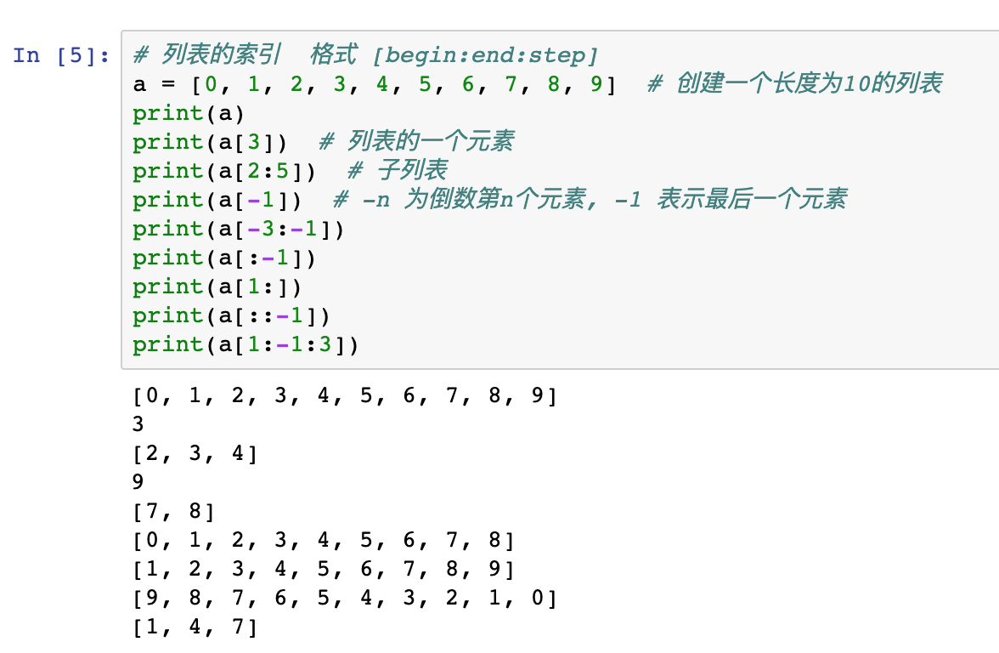 In [5]:
# 列表的索引  格式 [begin:end:step]
a = [0, 1, 2, 3, 4, 5, 6, 7, 8, 9]  # 创建一个长度为10的列表
print(a)
print(a[3])  # 列表的一个元素
print(a[2:5])  # 子列表
print(a[-1])  # -n 为倒数第n个元素, -1 表示最后一个元素
print(a[-3:-1])
print(a[:-1])
print(a[1:])
print(a[::-1])
print(a[1:-1:3])
[0, 1, 2, 3, 4, 5, 6, 7, 8, 9]
3
[2, 3, 4]
9
[7, 8]
[0, 1, 2, 3, 4, 5, 6, 7, 8]
[1, 2, 3, 4, 5, 6, 7, 8, 9]
[9, 8, 7, 6, 5, 4, 3, 2, 1, 0]
[1, 4, 7]